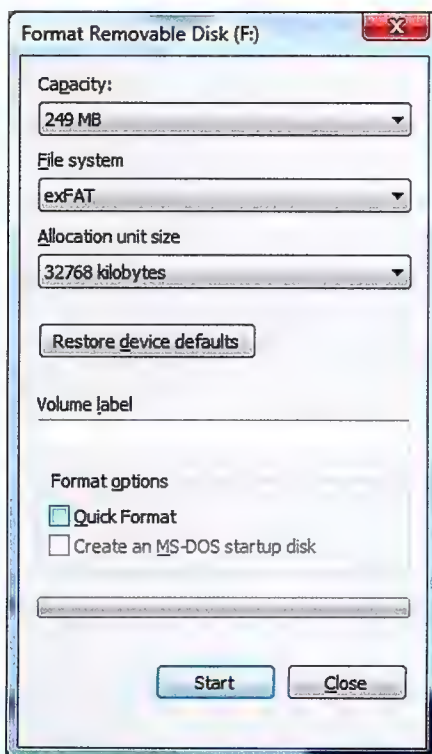 Format Removable Disk (F:)
Capacity:
249 MB
File system
exFAT
Allocation unit size
32768 kilobytes
Restore device defaults
Volume label
Format options
Quick Format
Create an MS-DOS startup disk
Start
Close